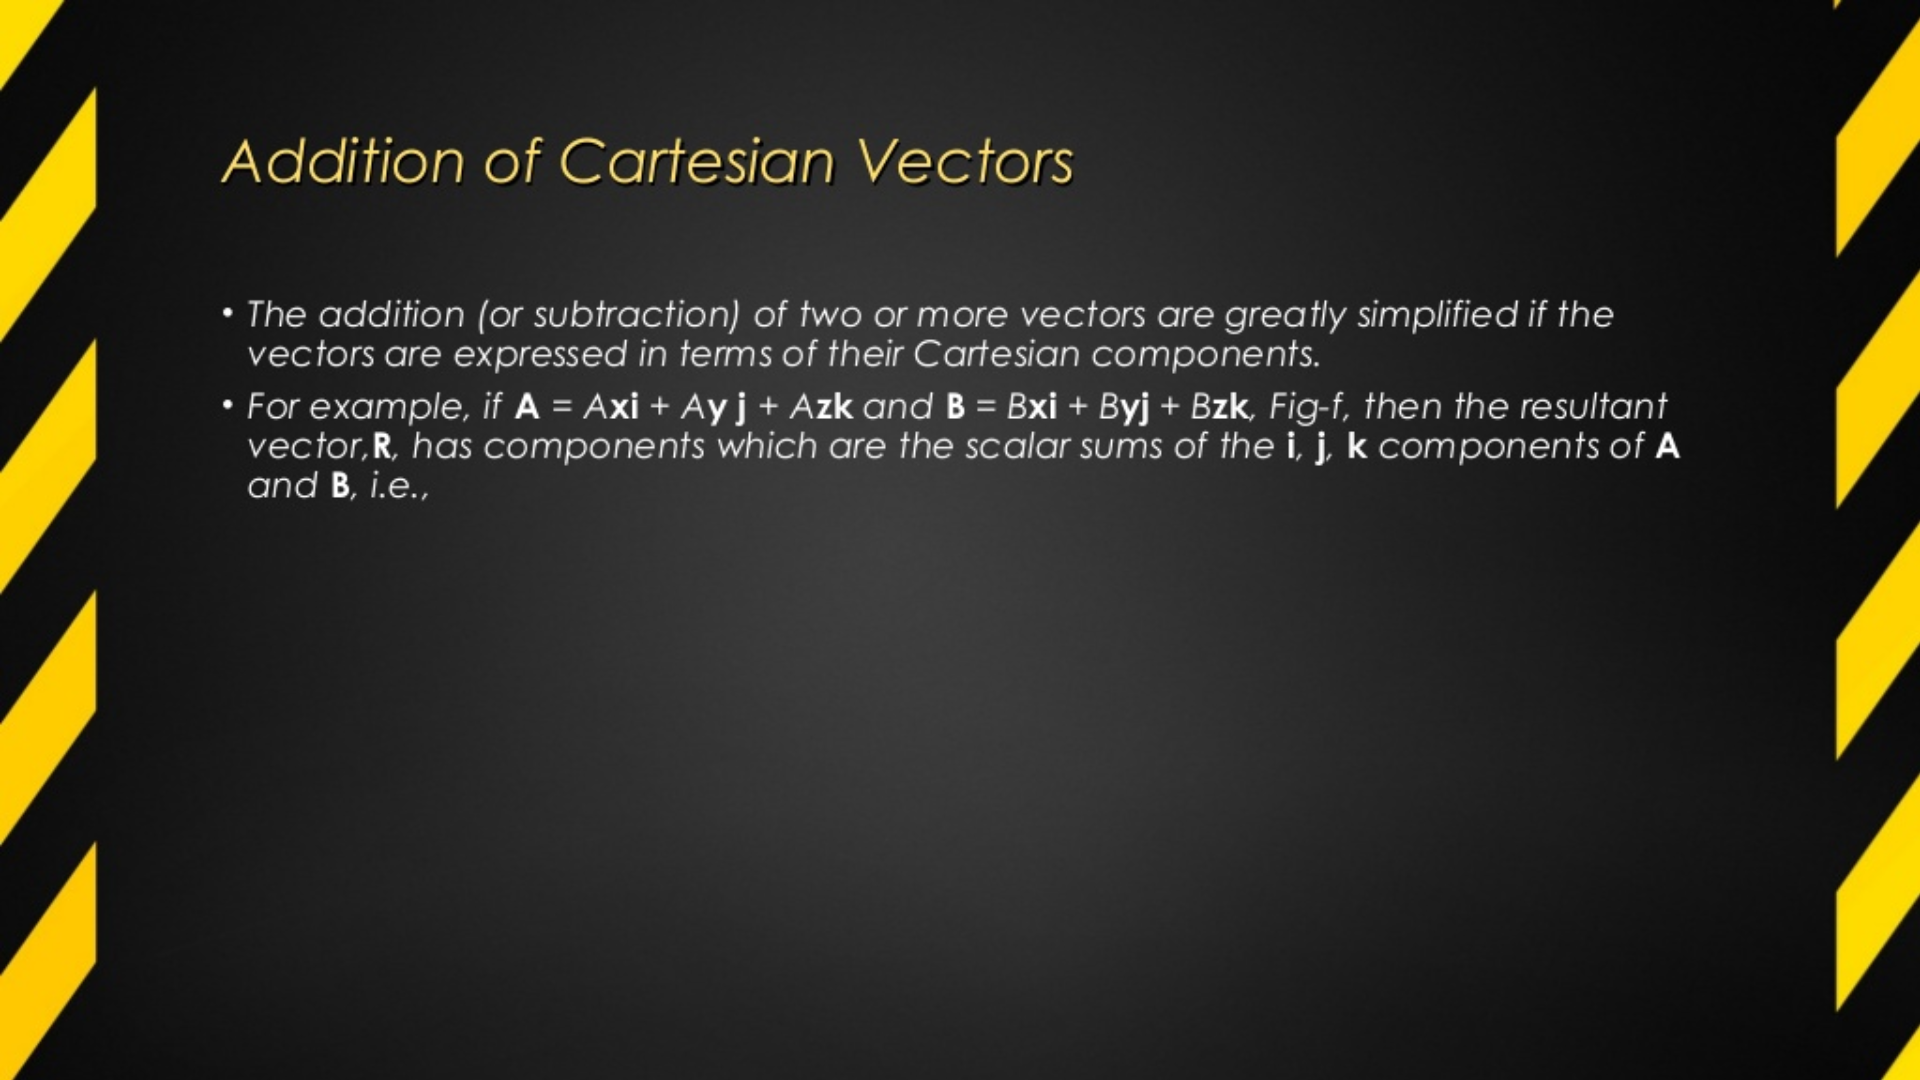 Addition of Cartesian Vectors
• The addition (or subtraction) of two or more vectors are greatly simplified if the
vectors are expressed in terms of their Cartesian components.
• For example, if A = Axi + Ay j + Azk and B = Bxi + Byj + Bzk, Fig-f, then the resultant
vector,R, has components which are the scalar sums of the i, j, k components of A
and B, i.e.,